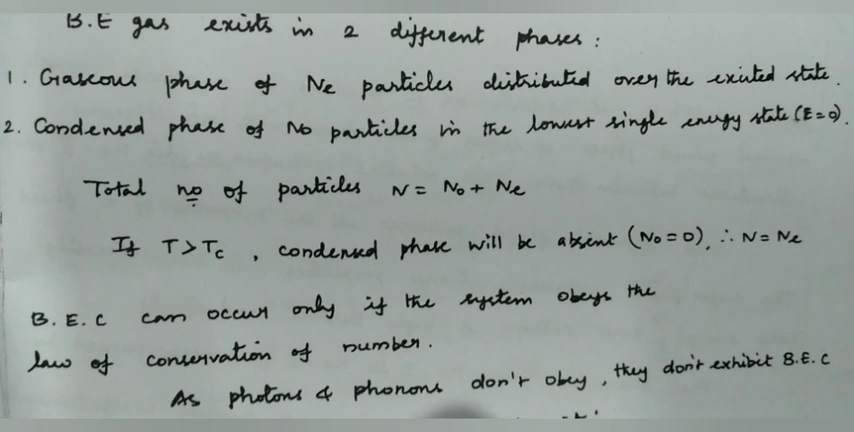 B.E gas exists in 2 different phases :
1. Gaseous phase of Ne particles distributed over the excited state.
2. Condensed phase of No particles in the lowest single energy state (E=0).
Total no of particles N = No + Ne
If T>Tc , condensed phase will be absent (No = 0), ∴ N = Ne
B. E. C can occur only if the system obeys the
law of conservation of number.
As photons & phonons don't obey, they don't exhibit B.E.C